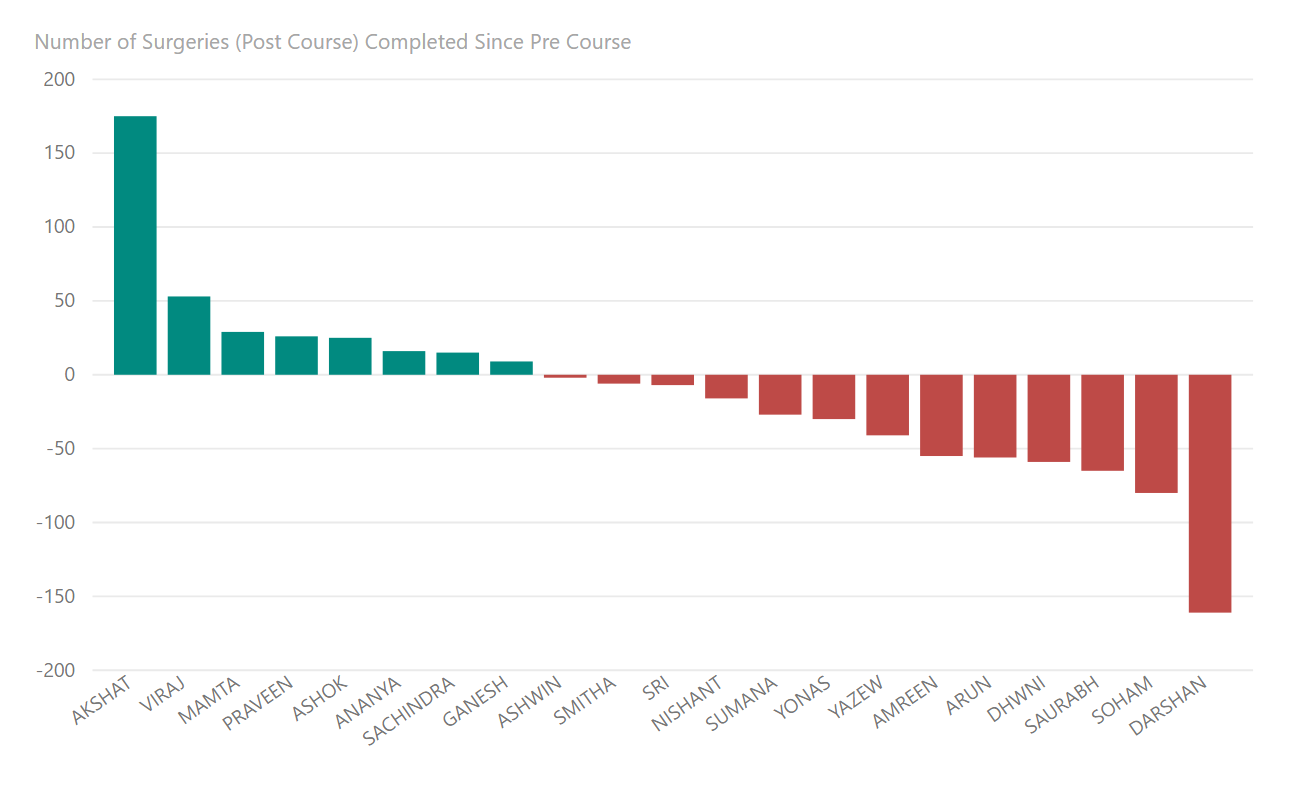 Number of Surgeries (Post Course) Completed Since Pre Course
200
150
100
50
0
-50
-100
-150
-200
AKSHAT
VIRAJ
MAMTA
PRAVEEN
ASHOK
ANANYA
SACHINDRA
GANESH
ASHWIN
SMITHA
SRI
NISHANT
SUMANA
YONAS
YAZEW
AMREEN
ARUN
DHWNI
SAURABH
SOHAM
DARSHAN